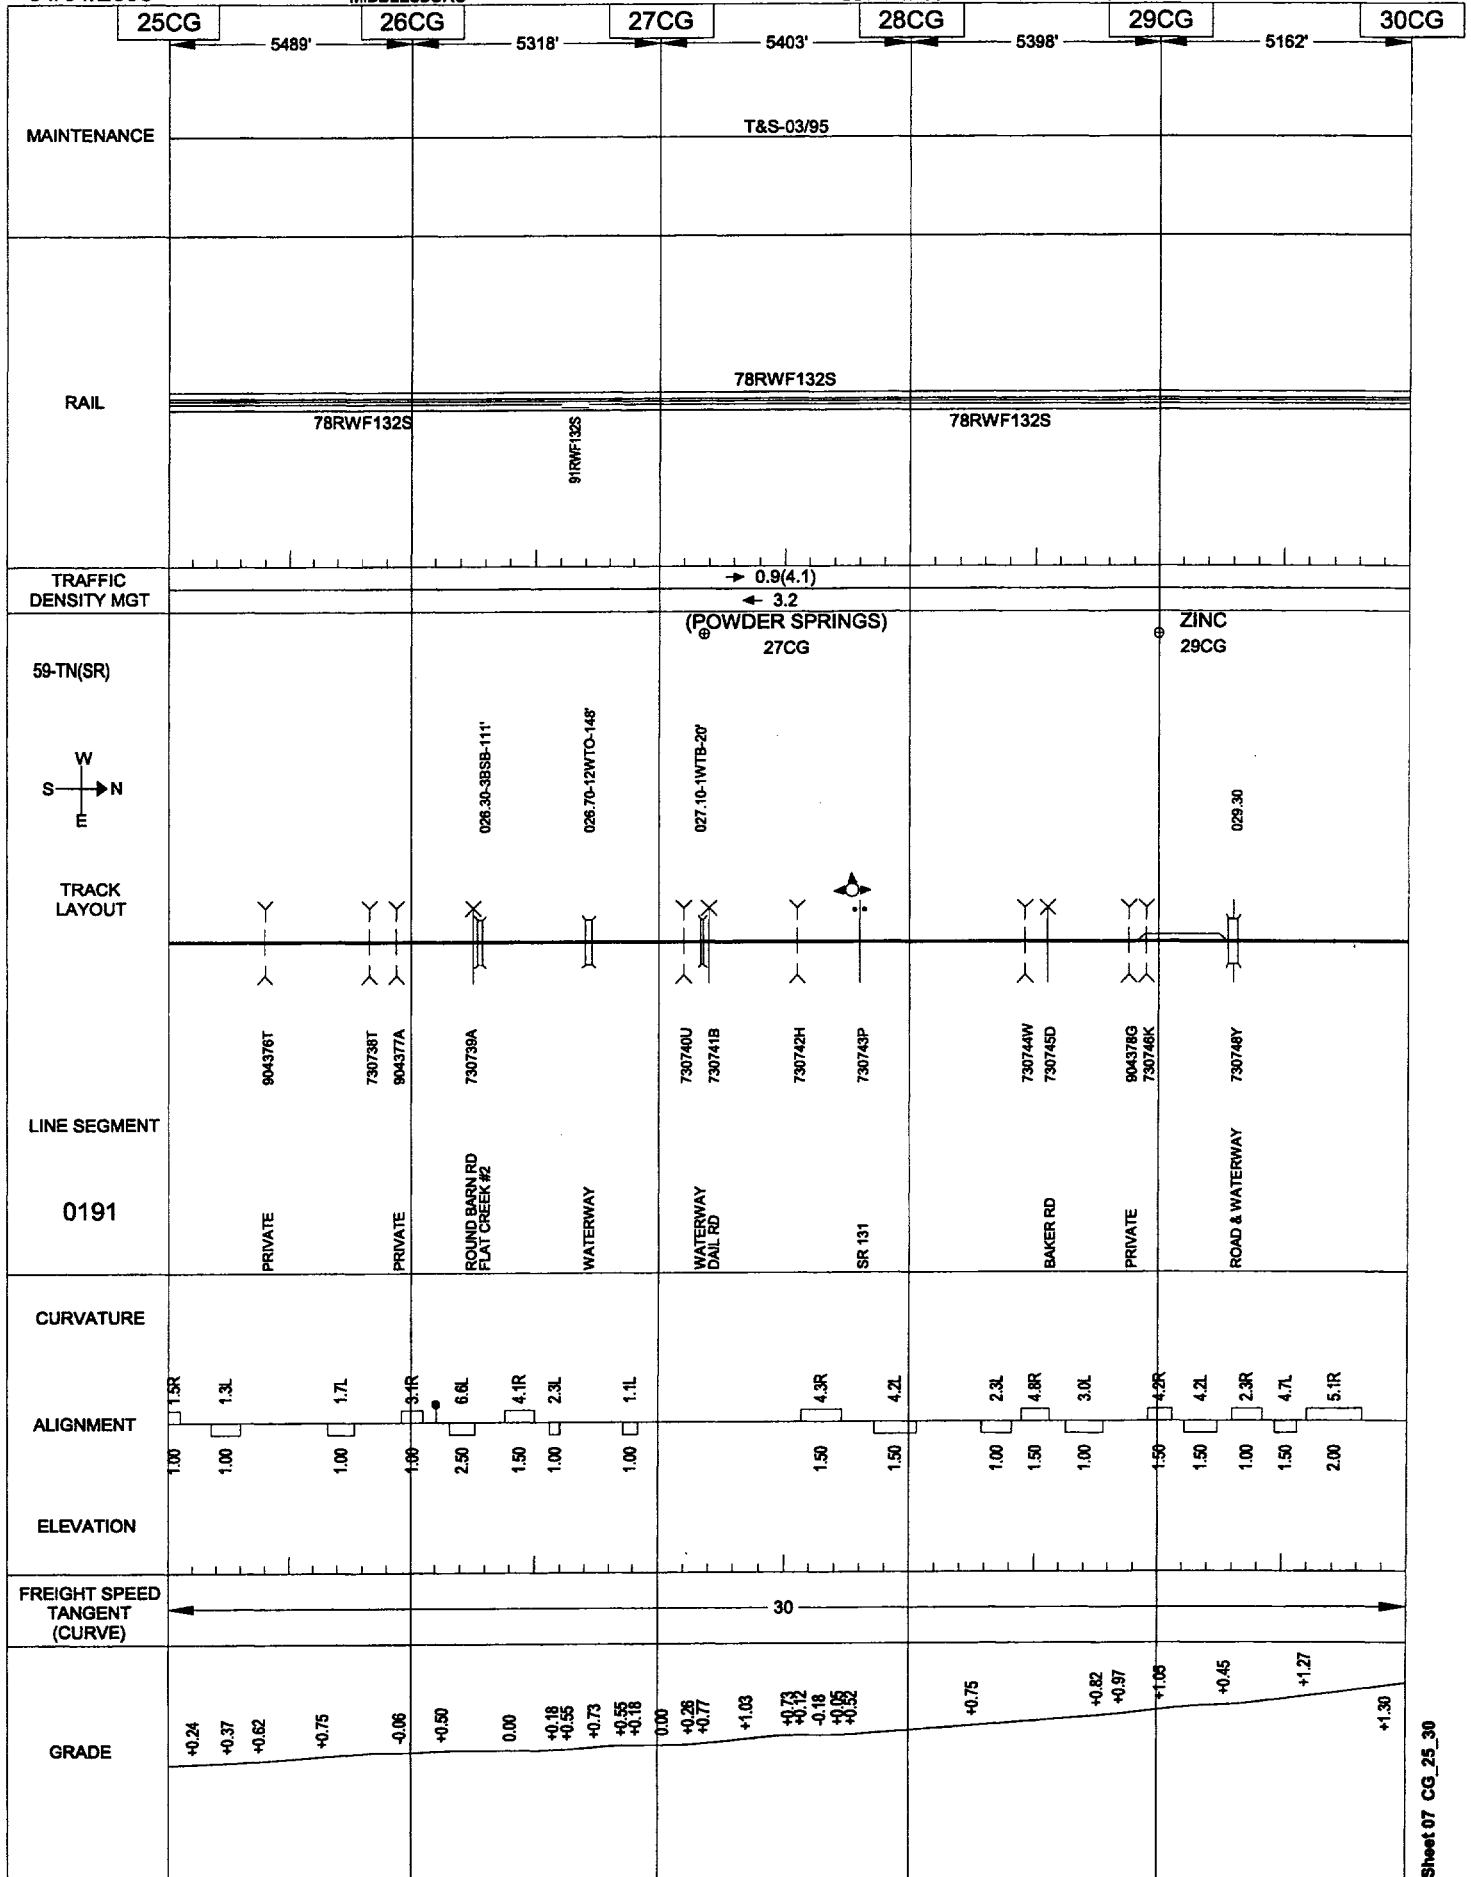 25CG 26CG 27CG 28CG 29CG 30CG
5489' 5318' 5403' 5398' 5162'
MAINTENANCE
T&S-03/95
RAIL
78RWF132S
78RWF132S
78RWF132S
91RWF132S
TRAFFIC
DENSITY MGT
→ 0.9(4.1)
← 3.2
(POWDER SPRINGS)
27CG
ZINC
29CG
59-TN(SR)
W
S N
E
026.30-3BSB-111'
026.70-12WTO-148'
027.10-1WTB-20'
029.30
TRACK
LAYOUT
904376T
730738T
904377A
730739A
730740U
730741B
730742H
730743P
730744W
730745D
904378G
730746K
730748Y
LINE SEGMENT
0191
PRIVATE
PRIVATE
ROUND BARN RD
FLAT CREEK #2
WATERWAY
WATERWAY
DAIL RD
SR 131
BAKER RD
PRIVATE
ROAD & WATERWAY
CURVATURE
1.5R 1.3L 1.7L 3.1R 6.6L 4.1R 2.3L 1.1L 4.3R 4.2L 2.3L 4.8R 3.0L 4.2R 4.2L 2.3R 4.7L 5.1R
ALIGNMENT
1.00 1.00 1.00 1.00 2.50 1.50 1.00 1.00 1.50 1.50 1.00 1.50 1.00 1.50 1.50 1.00 1.50 2.00
ELEVATION
FREIGHT SPEED
TANGENT
(CURVE)
30
GRADE
+0.24 +0.37 +0.62 +0.75 -0.06 +0.50 0.00 +0.18 +0.55 +0.73 +0.55 +0.18 0.00 +0.26 +0.77 +1.03 +0.73 +0.12 -0.18 +0.05 +0.52 +0.75 +0.82 +0.97 +1.05 +0.45 +1.27 +1.30
Sheet 07 CG_25_30